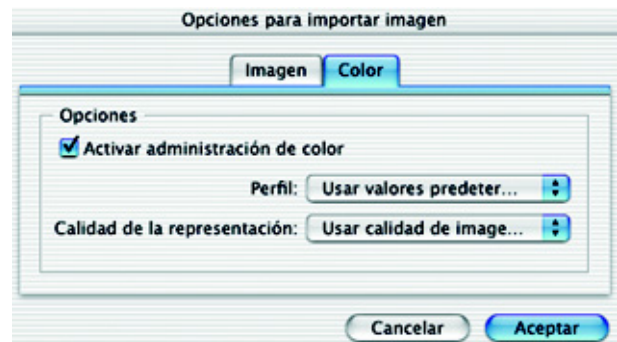 Opciones para importar imagen
Imagen Color
Opciones
Activar administración de color
Perfil: Usar valores predeter...
Calidad de la representación: Usar calidad de image...
Cancelar Aceptar